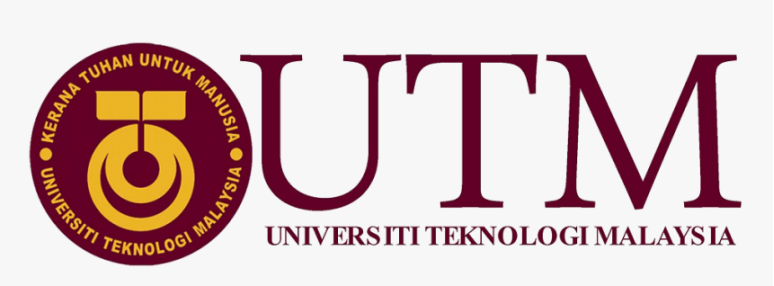 KERANA TUHAN UNTUK MANUSIA
UNIVERSITI TEKNOLOGI MALAYSIA
UTM
UNIVERSITI TEKNOLOGI MALAYSIA